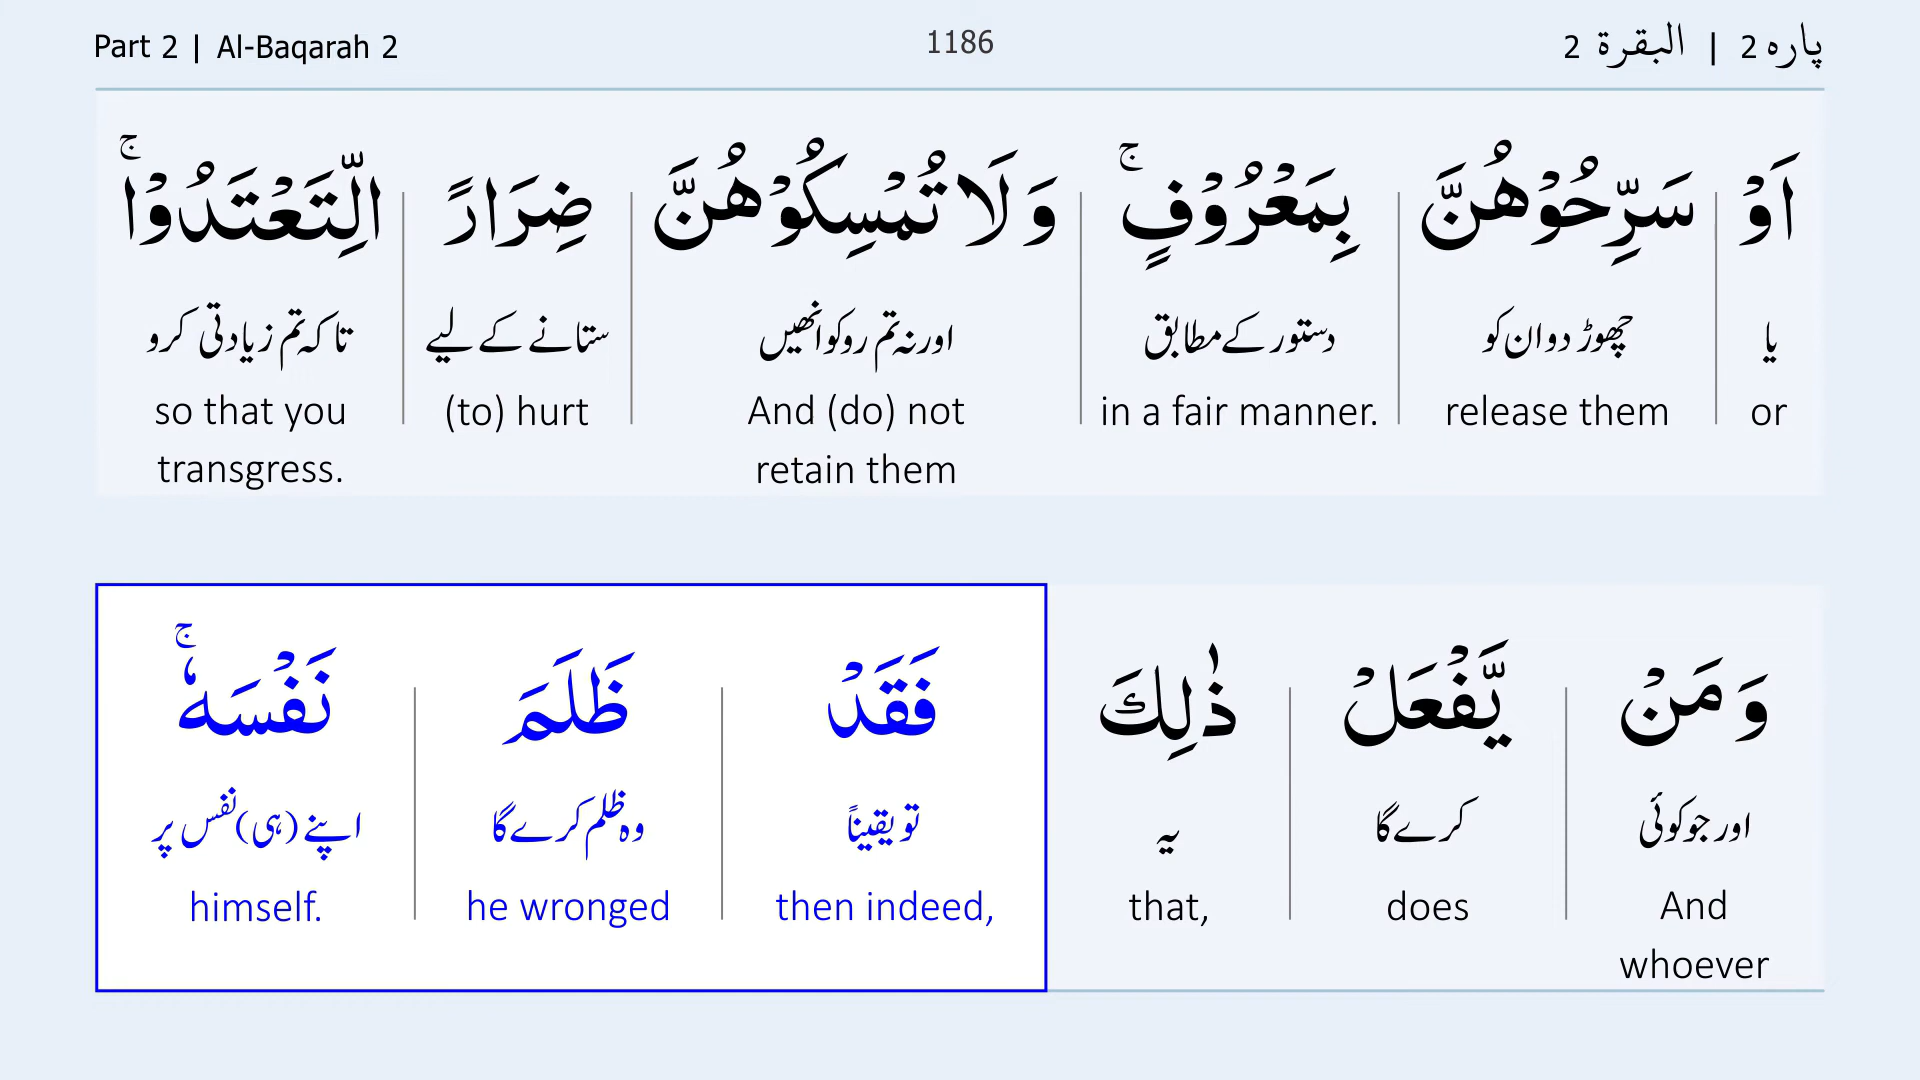 Part 2 | Al-Baqarah 2
1186
پاره 2 | البقرة 2
اَوْ سَرِّحُوْهُنَّ بِمَعْرُوْفٍ ۚ وَلَا تُمْسِكُوْهُنَّ ضِرَارً الِّتَعْتَدُوْا ۚ
یا چھوڑ دو ان کو دستور کے مطابق اور نہ تم روکو انھیں ستانے کے لیے تاکہ تم زیادتی کرو
or release them in a fair manner. And (do) not (to) hurt so that you
retain them transgress.
وَ مَنْ يَّفْعَلْ ذٰلِكَ فَقَدْ ظَلَمَ نَفْسَهٗ ۚ
اور جو کوئی کرے گا یہ تو یقیناً وہ ظلم کرے گا اپنے (ہی) نفس پر
And does that, then indeed, he wronged himself.
whoever